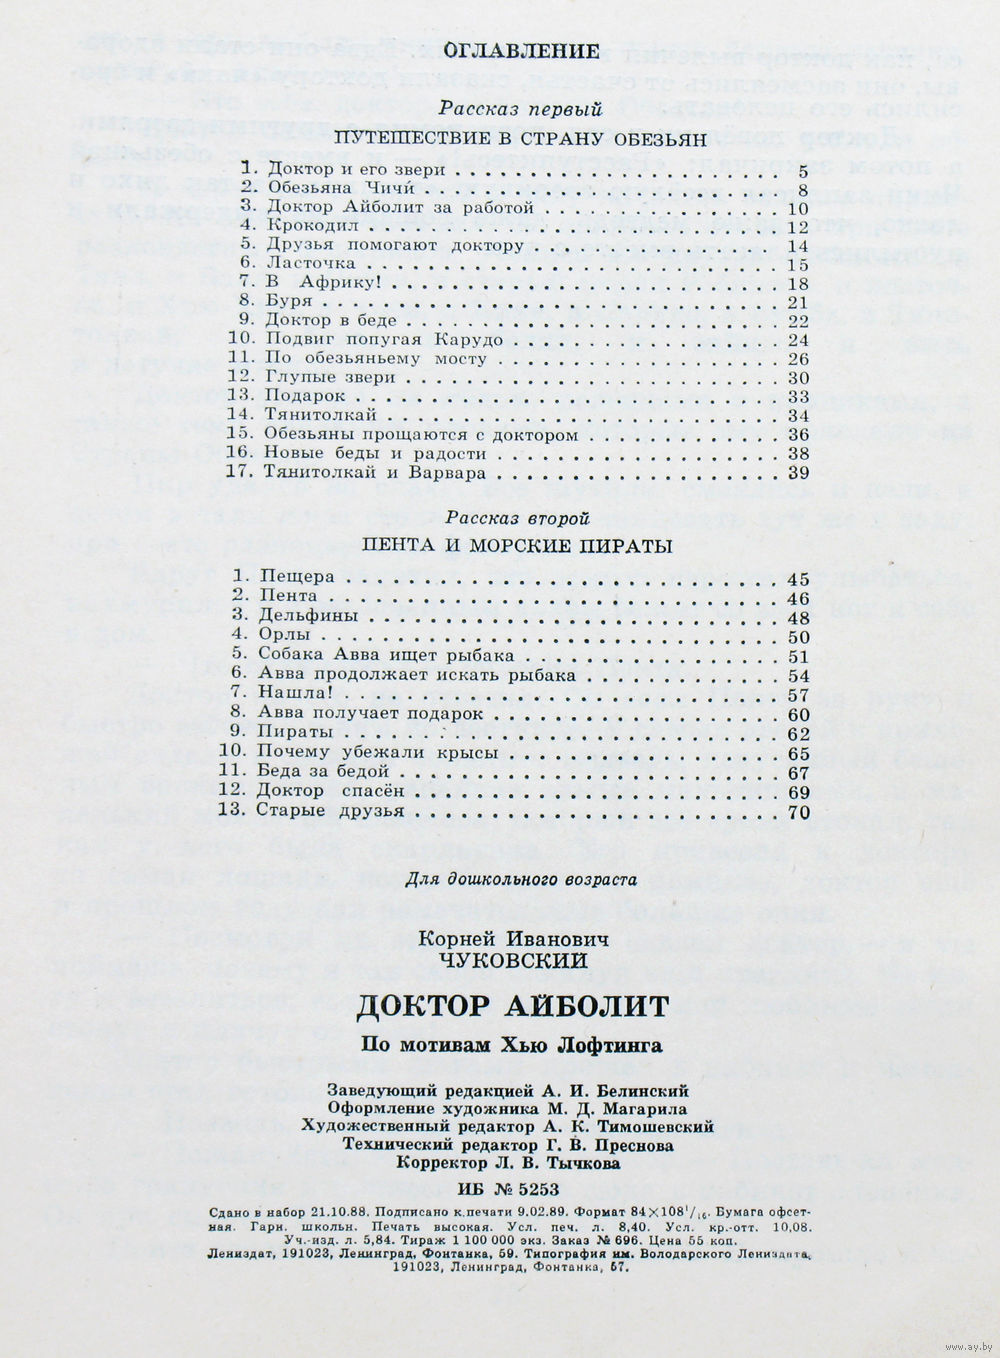 ОГЛАВЛЕНИЕ
Рассказ первый
ПУТЕШЕСТВИЕ В СТРАНУ ОБЕЗЬЯН
1. Доктор и его звери . . . . . . . . . . . . . . . . . 5
2. Обезьяна Чичи́ . . . . . . . . . . . . . . . . . . . 8
3. Доктор Айболит за работой . . . . . . . . . . . . 10
4. Крокодил . . . . . . . . . . . . . . . . . . . . . 12
5. Друзья помогают доктору . . . . . . . . . . . . . 14
6. Ласточка . . . . . . . . . . . . . . . . . . . . . 15
7. В Африку! . . . . . . . . . . . . . . . . . . . . 18
8. Буря . . . . . . . . . . . . . . . . . . . . . . . 21
9. Доктор в беде . . . . . . . . . . . . . . . . . . 22
10. Подвиг попугая Карудо . . . . . . . . . . . . . . 24
11. По обезьяньему мосту . . . . . . . . . . . . . . 26
12. Глупые звери . . . . . . . . . . . . . . . . . . 30
13. Подарок . . . . . . . . . . . . . . . . . . . . . 33
14. Тянитолкай . . . . . . . . . . . . . . . . . . . 34
15. Обезьяны прощаются с доктором . . . . . . . . . . 36
16. Новые беды и радости . . . . . . . . . . . . . . 38
17. Тянитолкай и Варвара . . . . . . . . . . . . . . 39
Рассказ второй
ПЕНТА И МОРСКИЕ ПИРАТЫ
1. Пещера . . . . . . . . . . . . . . . . . . . . . . 45
2. Пента . . . . . . . . . . . . . . . . . . . . . . 46
3. Дельфины . . . . . . . . . . . . . . . . . . . . . 48
4. Орлы . . . . . . . . . . . . . . . . . . . . . . . 50
5. Собака Авва ищет рыбака . . . . . . . . . . . . . 51
6. Авва продолжает искать рыбака . . . . . . . . . . 54
7. Нашла! . . . . . . . . . . . . . . . . . . . . . . 57
8. Авва получает подарок . . . . . . . . . . . . . . 60
9. Пираты . . . . . . . . . . . . . . . . . . . . . . 62
10. Почему убежали крысы . . . . . . . . . . . . . . 65
11. Беда за бедой . . . . . . . . . . . . . . . . . . 67
12. Доктор спасён . . . . . . . . . . . . . . . . . . 69
13. Старые друзья . . . . . . . . . . . . . . . . . . 70
Для дошкольного возраста
Корней Иванович
ЧУКОВСКИЙ
ДОКТОР АЙБОЛИТ
По мотивам Хью Лофтинга
Заведующий редакцией А. И. Белинский
Оформление художника М. Д. Магарила
Художественный редактор А. К. Тимошевский
Технический редактор Г. В. Преснова
Корректор Л. В. Тычкова
ИБ № 5253
Сдано в набор 21.10.88. Подписано к печати 9.02.89. Формат 84×108¹/₁₆. Бумага офсет-
ная. Гарн. школьн. Печать высокая. Усл. печ. л. 8,40. Усл. кр.-отт. 10,08.
Уч.-изд. л. 5,84. Тираж 1 100 000 экз. Заказ № 696. Цена 55 коп.
Лениздат, 191023, Ленинград, Фонтанка, 59. Типография им. Володарского Лениздата,
191023, Ленинград, Фонтанка, 57.
www.ay.by